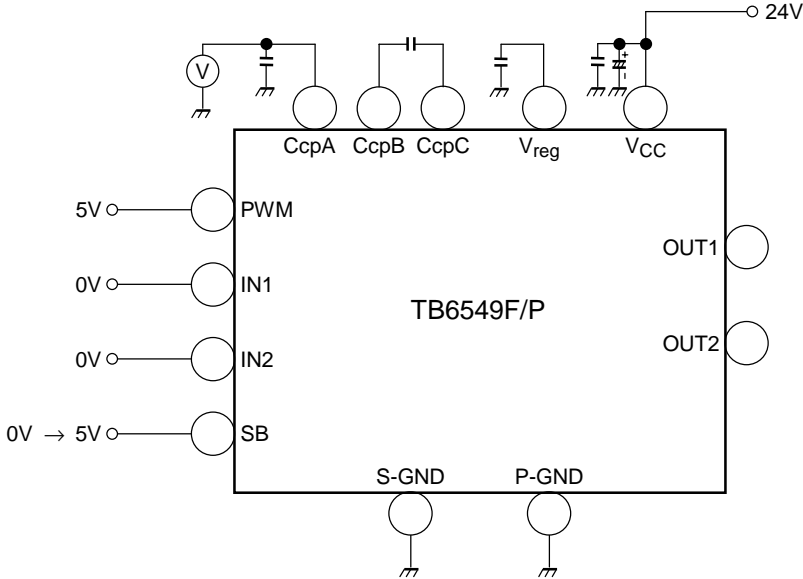 24V
V
+
-
CcpA CcpB CcpC Vreg VCC
5V PWM
OUT1
0V IN1
TB6549F/P
0V IN2
OUT2
0V → 5V SB
S-GND P-GND